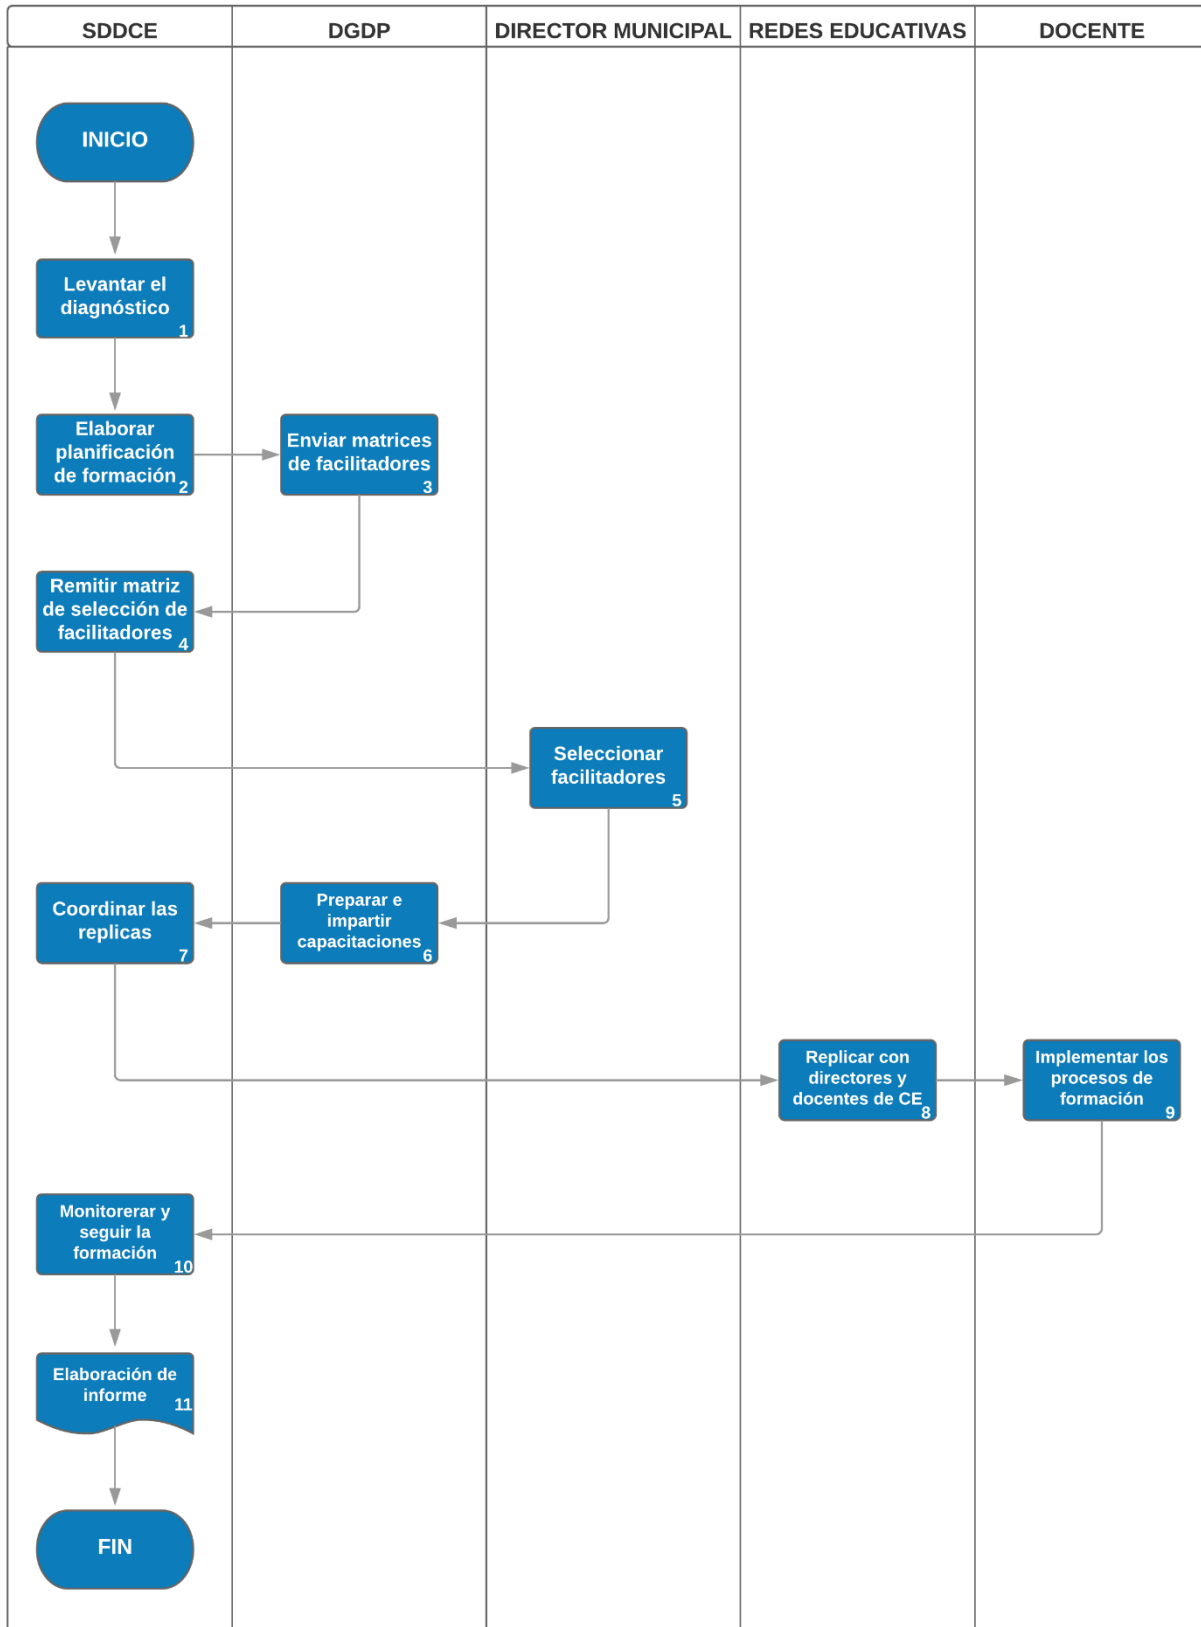 SDDCE
DGDP
DIRECTOR MUNICIPAL
REDES EDUCATIVAS
DOCENTE
INICIO
Levantar el
diagnóstico
1
Elaborar
planificación
de formación
2
Enviar matrices
de facilitadores
3
Remitir matriz
de selección de
facilitadores
4
Seleccionar
facilitadores
5
Preparar e
impartir
capacitaciones
6
Coordinar las
replicas
7
Replicar con
directores y
docentes de CE
8
Implementar los
procesos de
formación
9
Monitorerar y
seguir la
formación
10
Elaboración de
informe
11
FIN